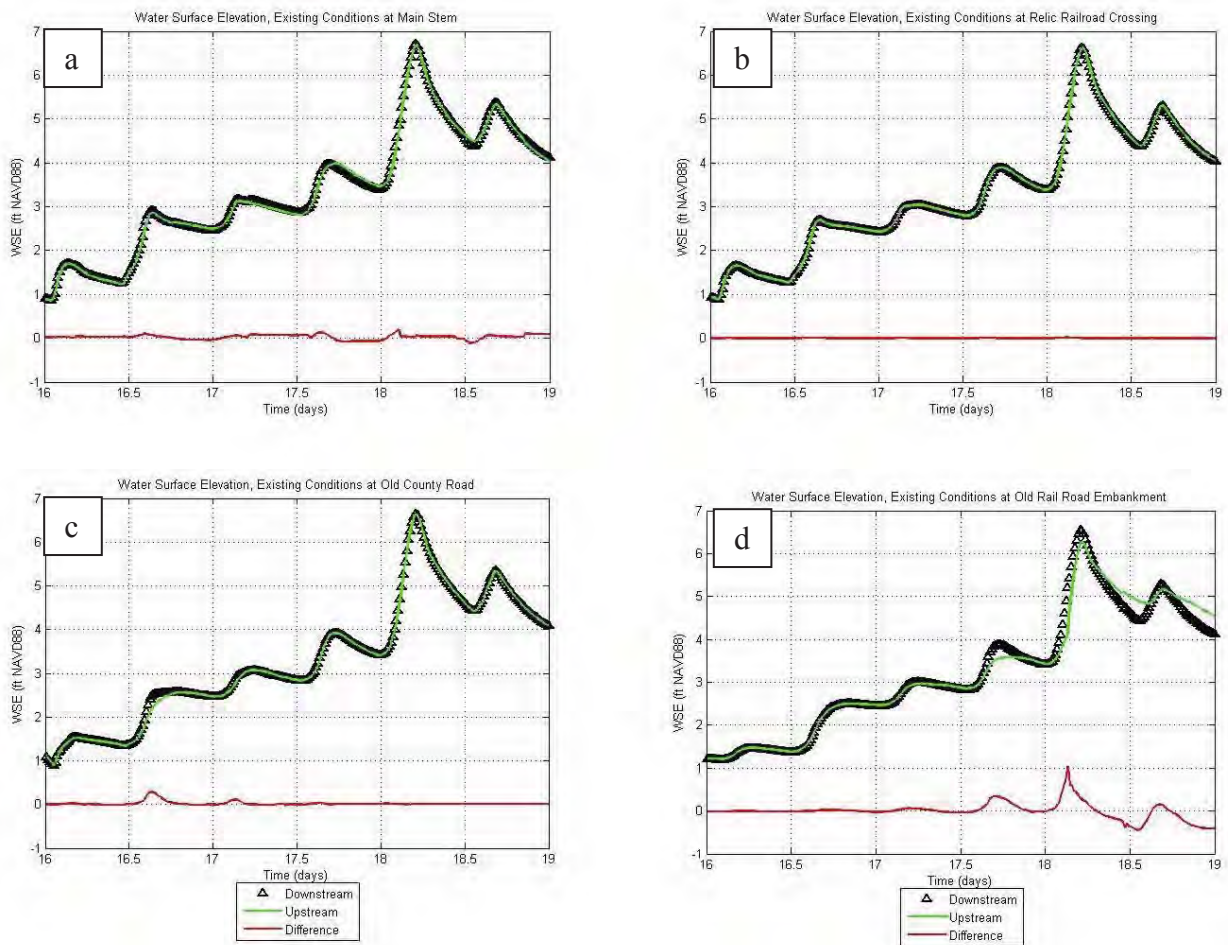 Water Surface Elevation, Existing Conditions at Main Stem
a
7
6
5
4
3
2
1
0
-1
WSE (ft NAVD88)
16 16.5 17 17.5 18 18.5 19
Time (days)
Water Surface Elevation, Existing Conditions at Relic Railroad Crossing
b
7
6
5
4
3
2
1
0
-1
WSE (ft NAVD88)
16 16.5 17 17.5 18 18.5 19
Time (days)
Water Surface Elevation, Existing Conditions at Old County Road
c
7
6
5
4
3
2
1
0
-1
WSE (ft NAVD88)
16 16.5 17 17.5 18 18.5 19
Time (days)
Downstream
Upstream
Difference
Water Surface Elevation, Existing Conditions at Old Rail Road Embankment
d
7
6
5
4
3
2
1
0
-1
WSE (ft NAVD88)
16 16.5 17 17.5 18 18.5 19
Time (days)
Downstream
Upstream
Difference